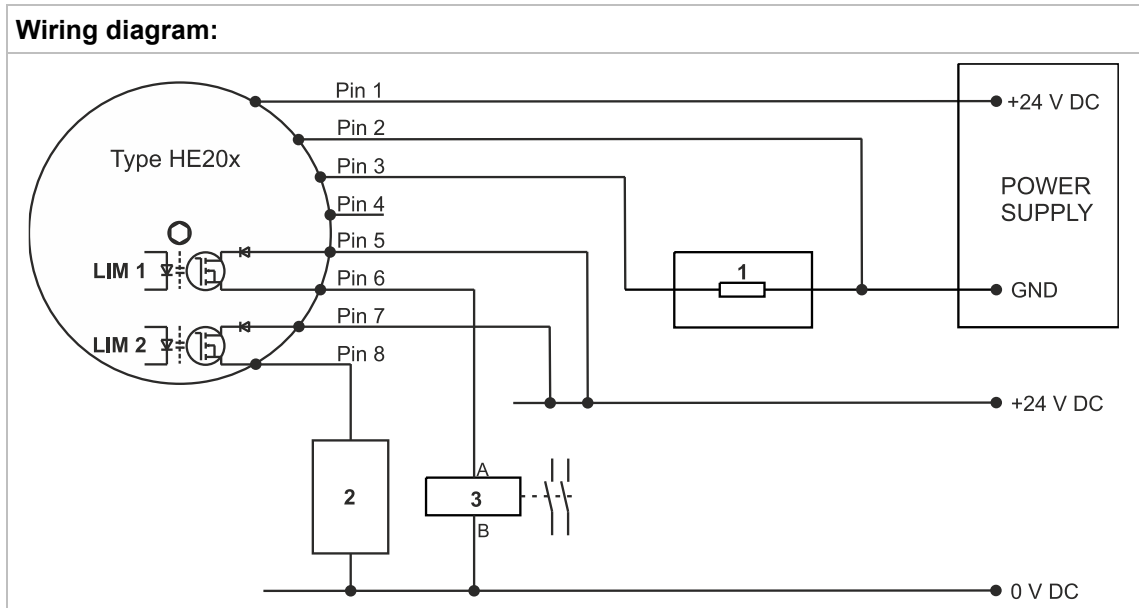 Wiring diagram:
Pin 1
+24 V DC
Pin 2
Type HE20x
Pin 3
POWER
SUPPLY
Pin 4
Pin 5
LIM 1
1
Pin 6
GND
Pin 7
LIM 2
Pin 8
+24 V DC
A
2
3
B
0 V DC